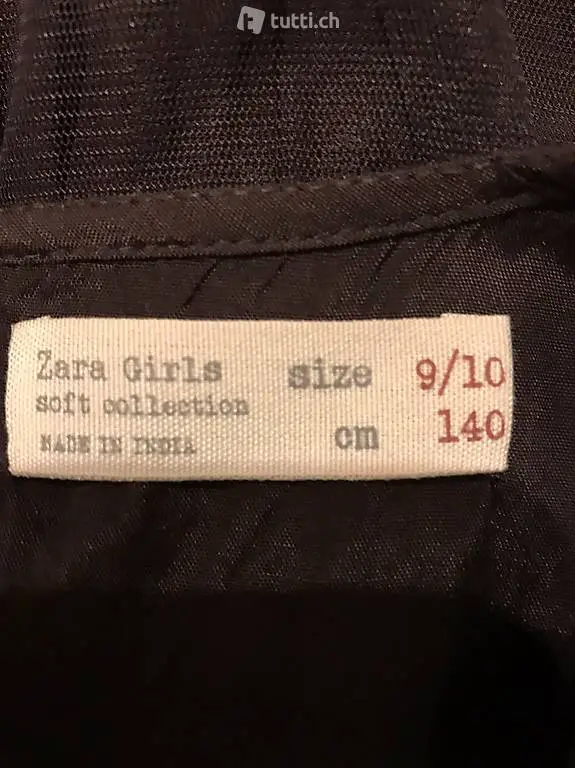 tutti.ch
Zara Girls size 9/10
soft collection cm 140
MADE IN INDIA